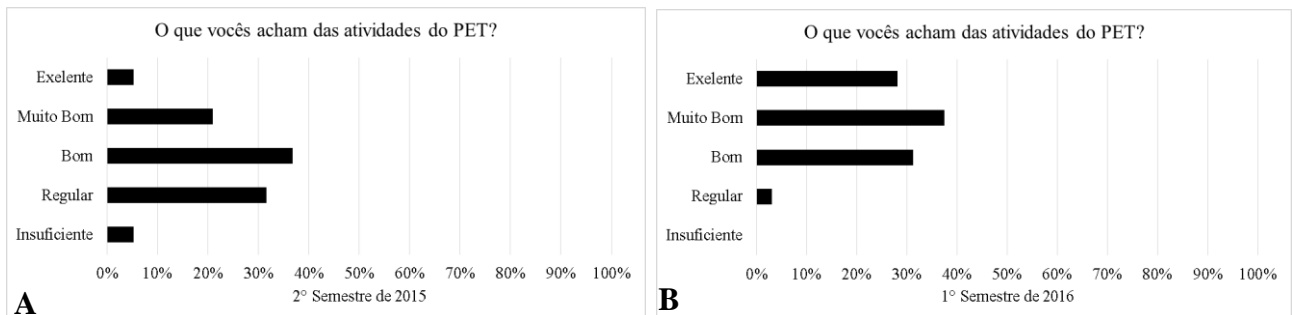 O que vocês acham das atividades do PET?
Exelente
Muito Bom
Bom
Regular
Insuficiente
0% 10% 20% 30% 40% 50% 60% 70% 80% 90% 100%
2° Semestre de 2015
A
O que vocês acham das atividades do PET?
Exelente
Muito Bom
Bom
Regular
Insuficiente
0% 10% 20% 30% 40% 50% 60% 70% 80% 90% 100%
1° Semestre de 2016
B